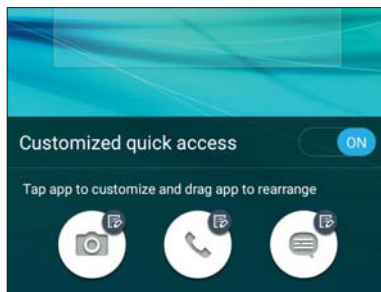 Customized quick access
ON
Tap app to customize and drag app to rearrange